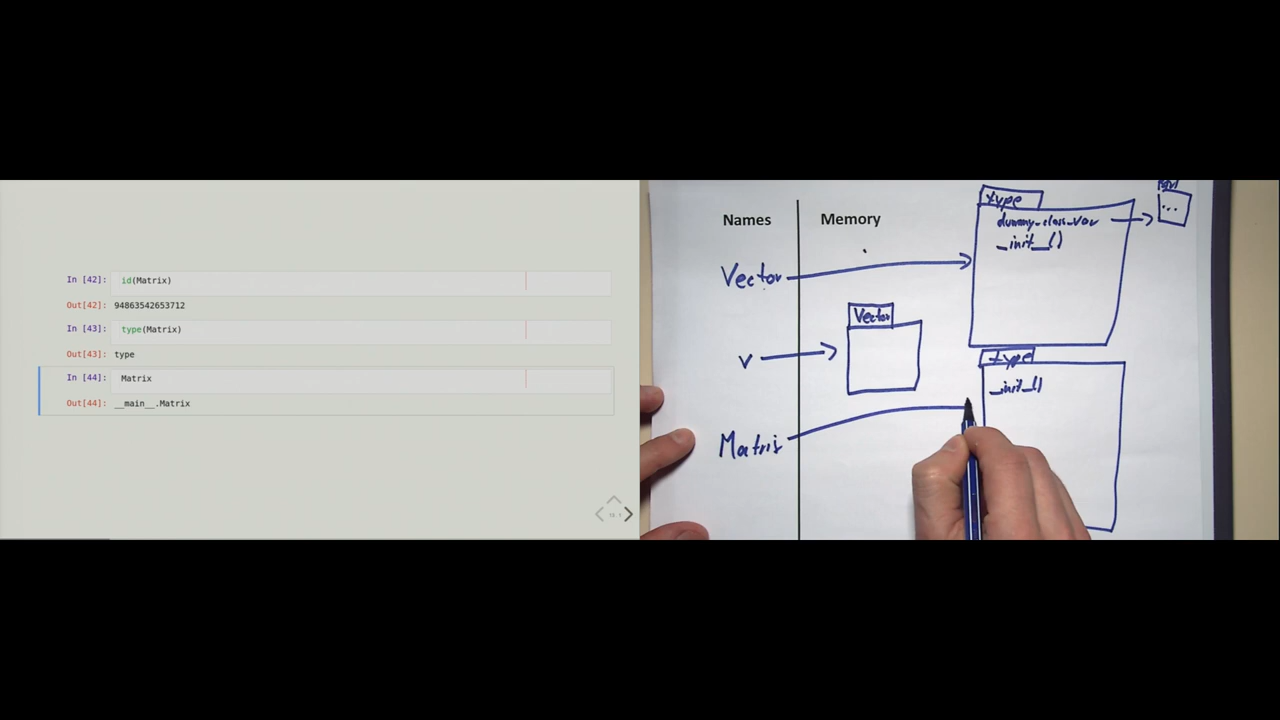 In [42]: id(Matrix)
Out[42]: 94863542653712
In [43]: type(Matrix)
Out[43]: type
In [44]: Matrix
Out[44]: __main__.Matrix
Names
Memory
type
dummy_class_var
...
__init__()
Vector
Vector
v
type
__init__()
Matrix